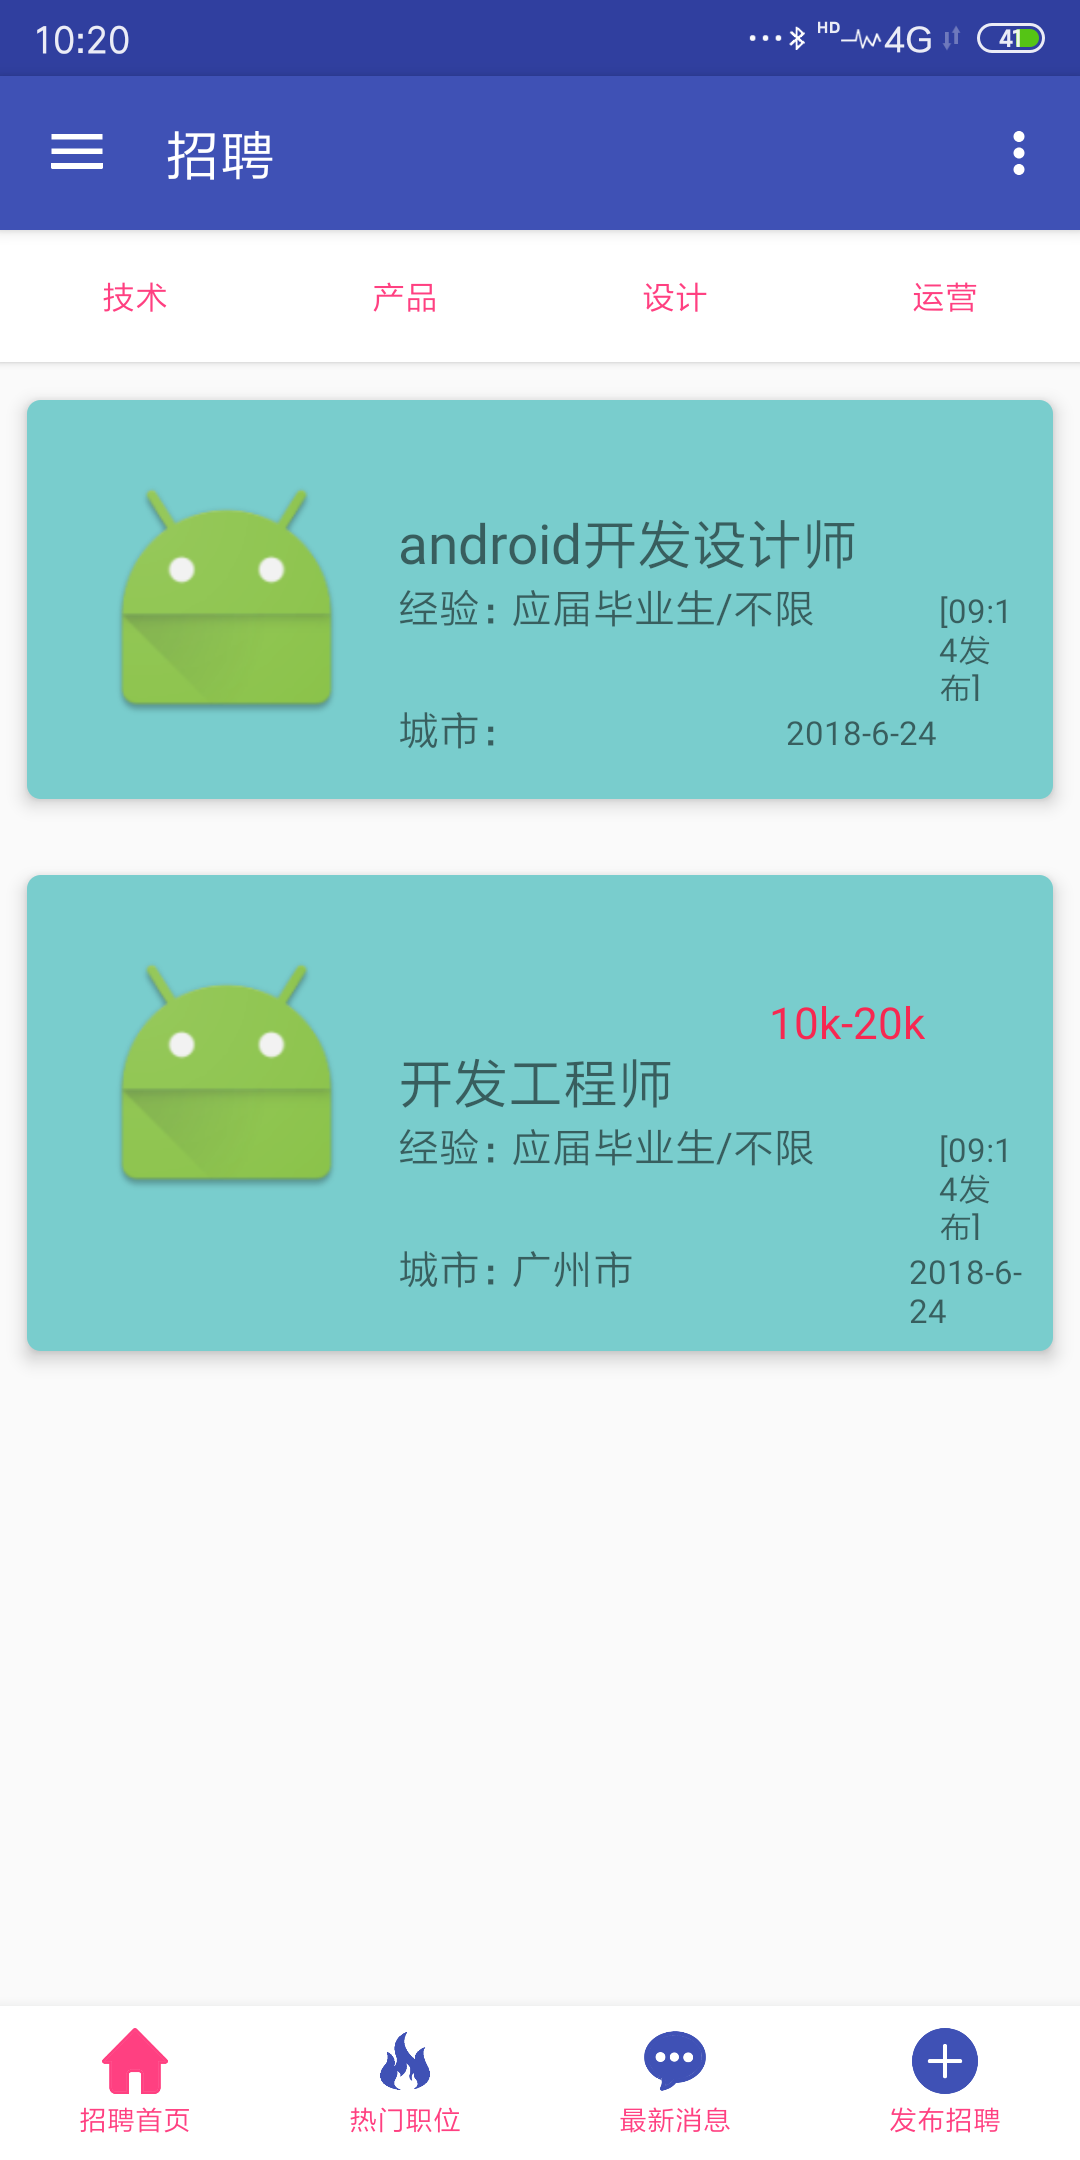 10:20
HD
4G
41
招聘
技术
产品
设计
运营
android开发设计师
经验: 应届毕业生/不限
[09:1
4发
布]
城市:
2018-6-24
10k-20k
开发工程师
经验: 应届毕业生/不限
[09:1
4发
布]
城市: 广州市
2018-6-
24
招聘首页
热门职位
最新消息
发布招聘